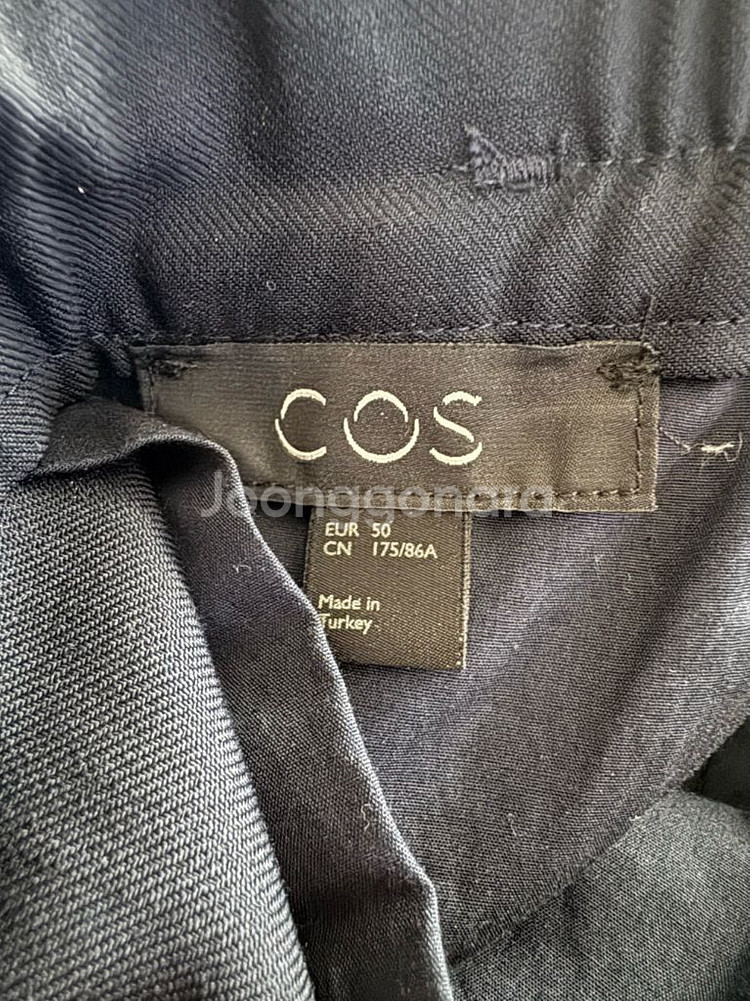 COS
Joonggonara
EUR 50
CN 175/86A
Made in
Turkey